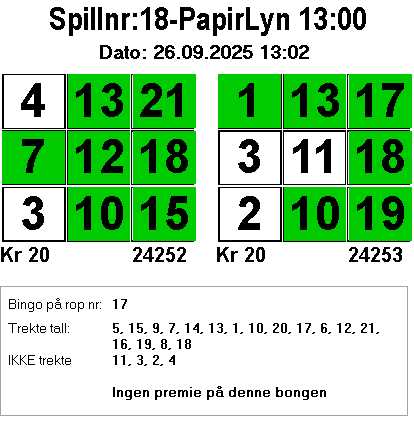 Spillnr:18-PapirLyn 13:00
Dato: 26.09.2025 13:02
4 13 21 1 13 17
7 12 18 3 11 18
3 10 15 2 10 19
Kr 20 24252 Kr 20 24253
Bingo på rop nr: 17
Trekte tall: 5, 15, 9, 7, 14, 13, 1, 10, 20, 17, 6, 12, 21,
16, 19, 8, 18
IKKE trekte 11, 3, 2, 4
Ingen premie på denne bongen